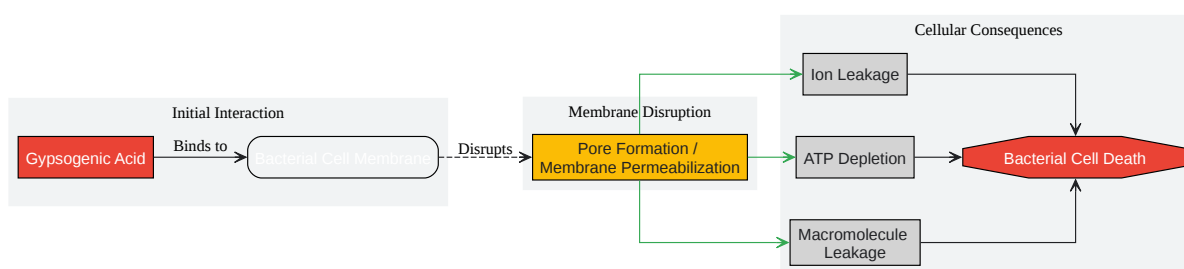 Cellular Consequences
Ion Leakage
Initial Interaction
Membrane Disruption
Gypsogenic Acid
Binds to
Bacterial Cell Membrane
Disrupts
Pore Formation /
Membrane Permeabilization
ATP Depletion
Bacterial Cell Death
Macromolecule
Leakage